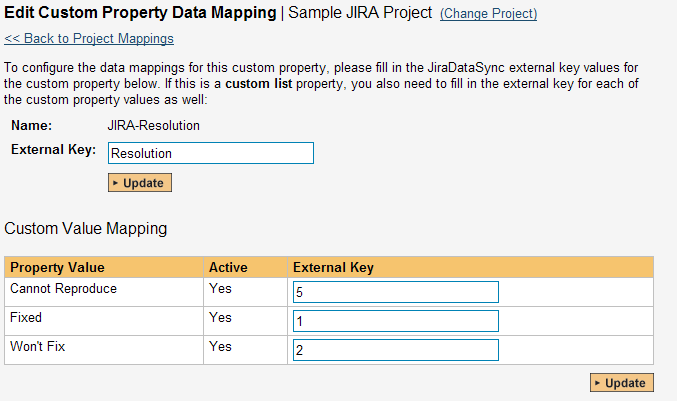 Edit Custom Property Data Mapping | Sample JIRA Project (Change Project)
<< Back to Project Mappings
To configure the data mappings for this custom property, please fill in the JiraDataSync external key values for
the custom property below. If this is a custom list property, you also need to fill in the external key for each of
the custom property values as well:
Name: JIRA-Resolution
External Key: Resolution
Update
Custom Value Mapping
Property Value Active External Key
Cannot Reproduce Yes 5
Fixed Yes 1
Won't Fix Yes 2
Update